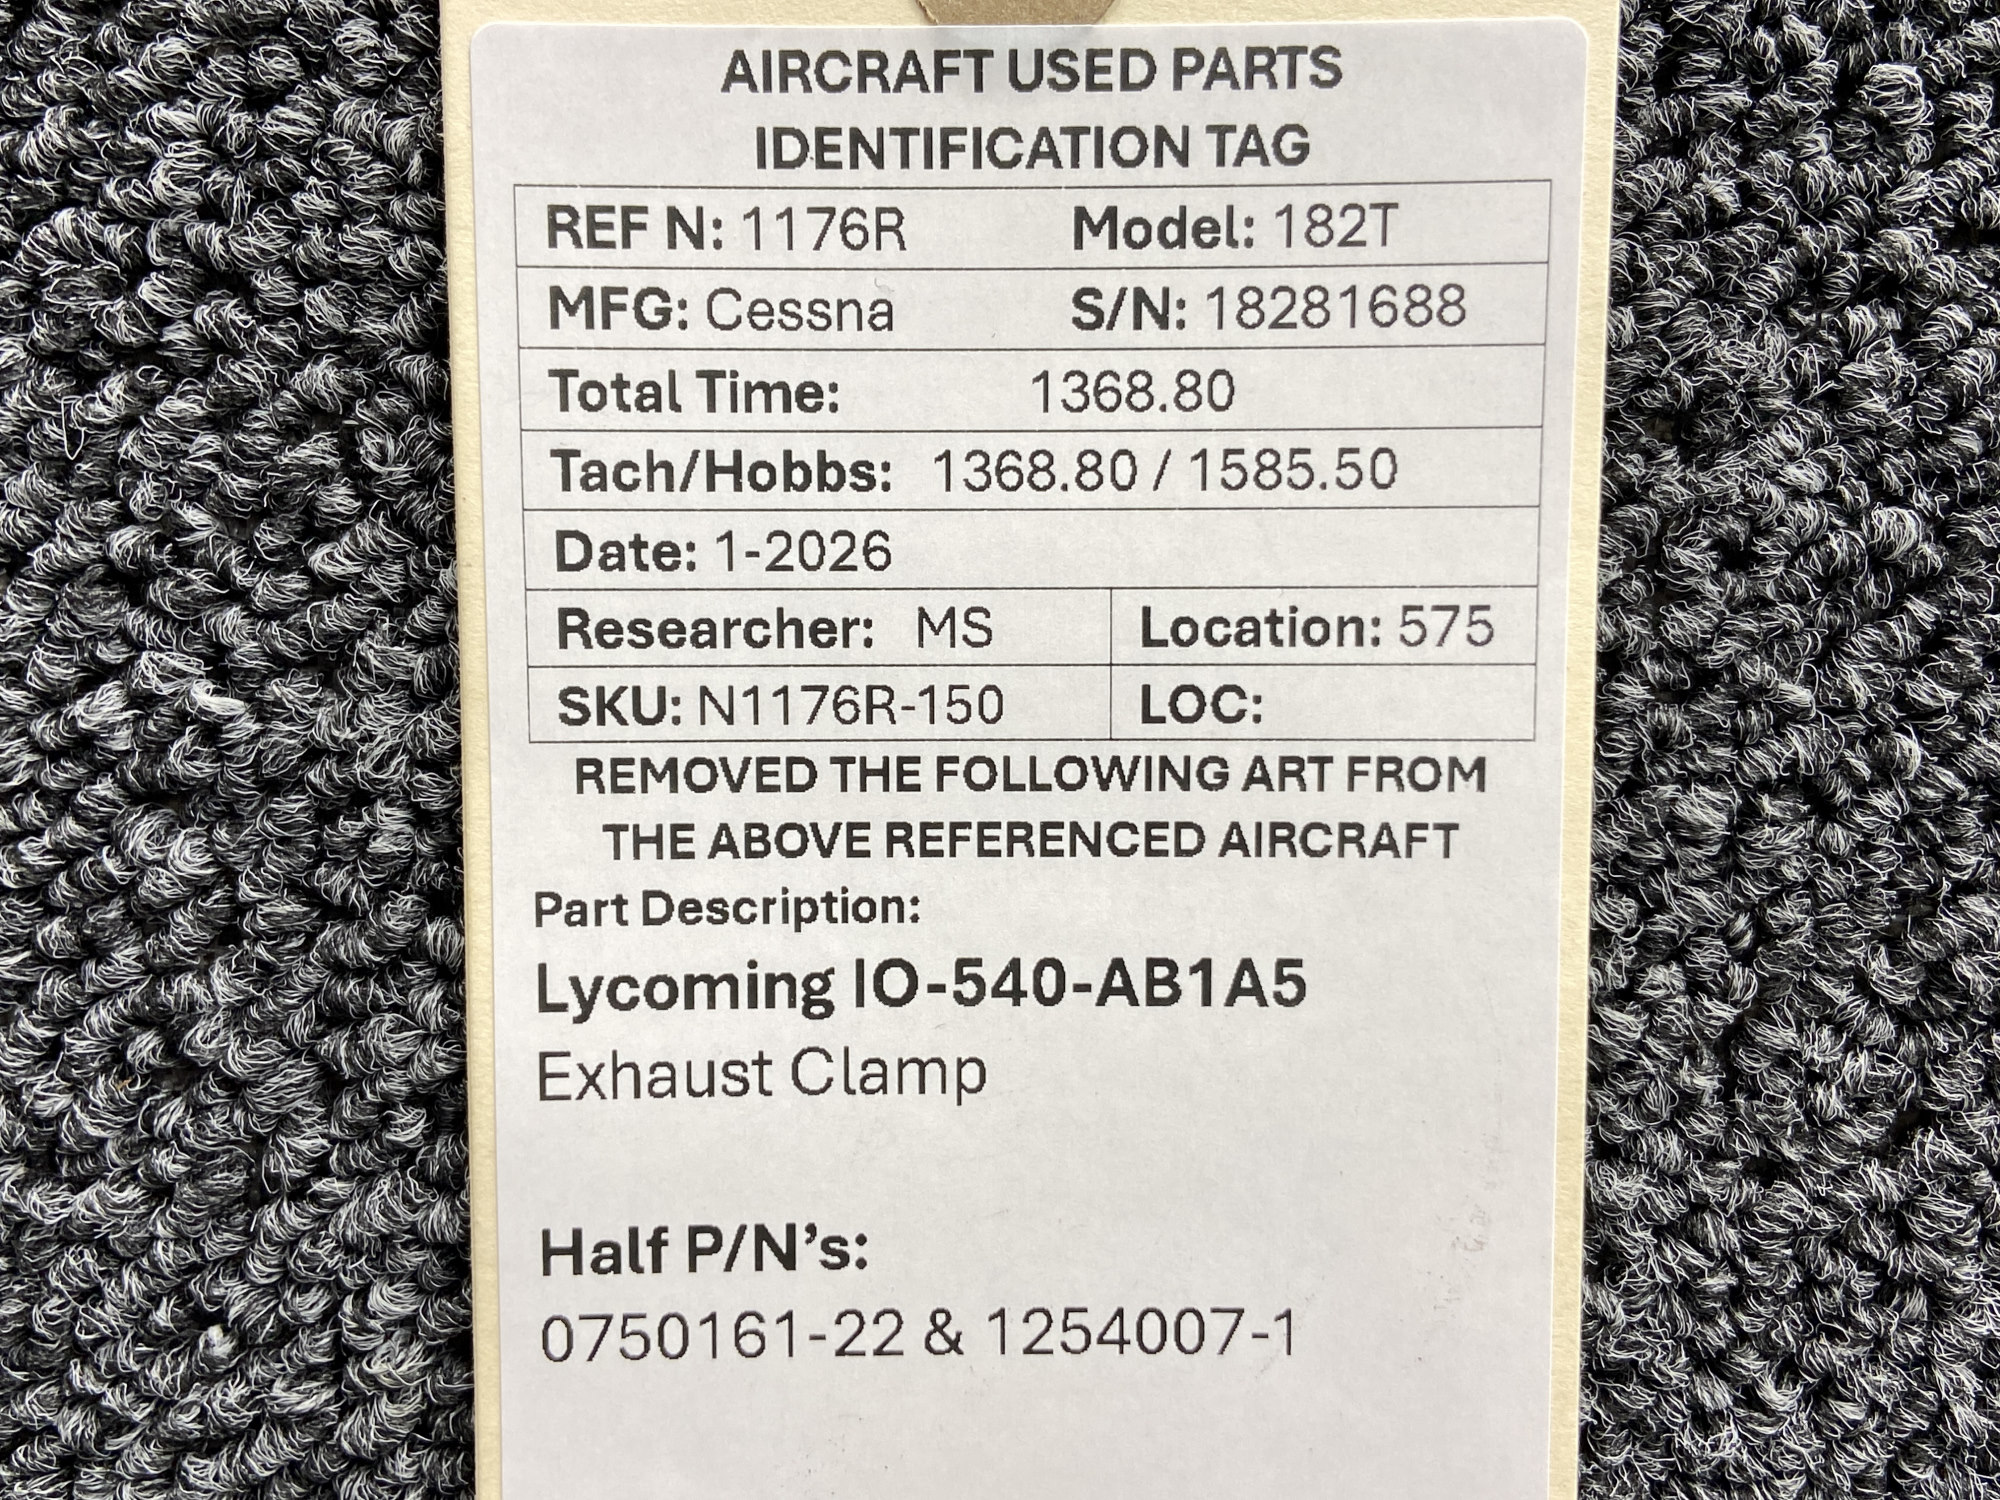 AIRCRAFT USED PARTS
IDENTIFICATION TAG
REF N: 1176R Model: 182T
MFG: Cessna S/N: 18281688
Total Time: 1368.80
Tach/Hobbs: 1368.80 / 1585.50
Date: 1-2026
Researcher: MS Location: 575
SKU: N1176R-150 LOC:
REMOVED THE FOLLOWING ART FROM
THE ABOVE REFERENCED AIRCRAFT
Part Description:
Lycoming IO-540-AB1A5
Exhaust Clamp
Half P/N's:
0750161-22 & 1254007-1